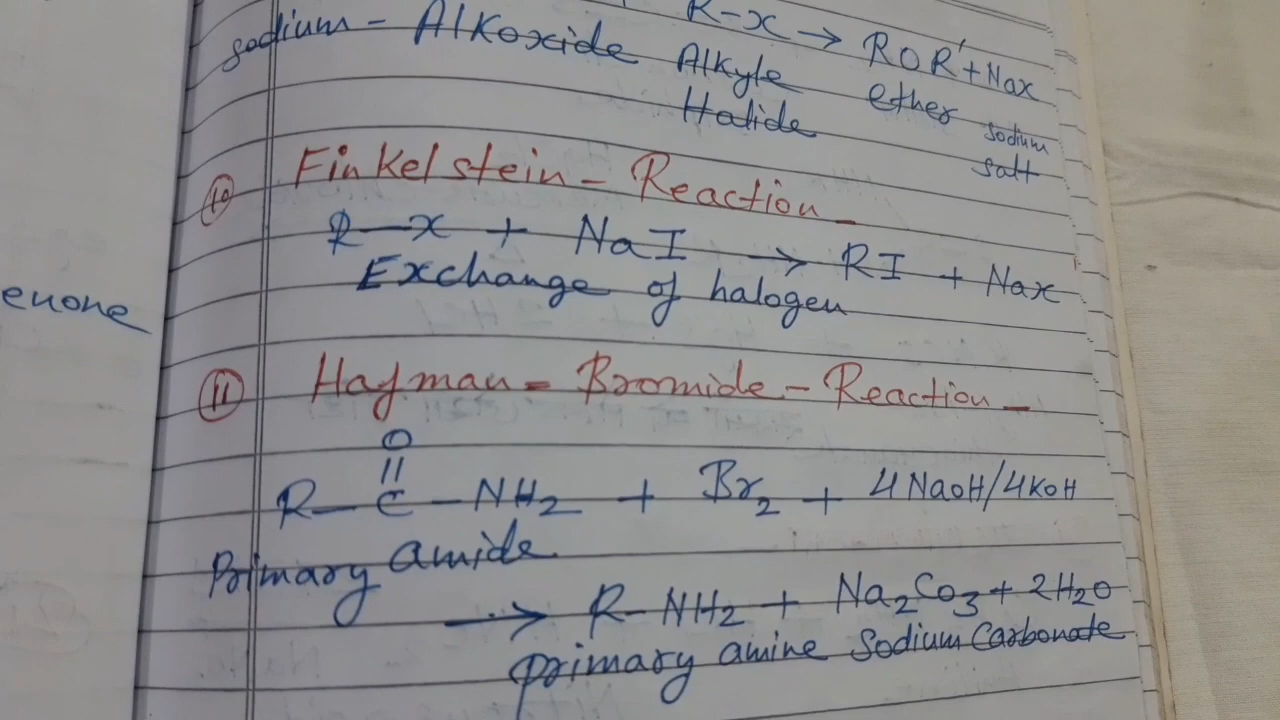 R-x → ROR' + Nax
sodium - Alkoxide Alkyle ether sodium
Halide salt
⑩ Finkelstein - Reaction -
R-x + NaI → RI + Nax
Exchange of halogen
enone
⑪ Hafman - Bromide - Reaction -
O
||
R-C-NH2 + Br2 + 4NaOH/4KOH
Primary amide
→ R-NH2 + Na2CO3 + 2H2O
primary amine Sodium Carbonate